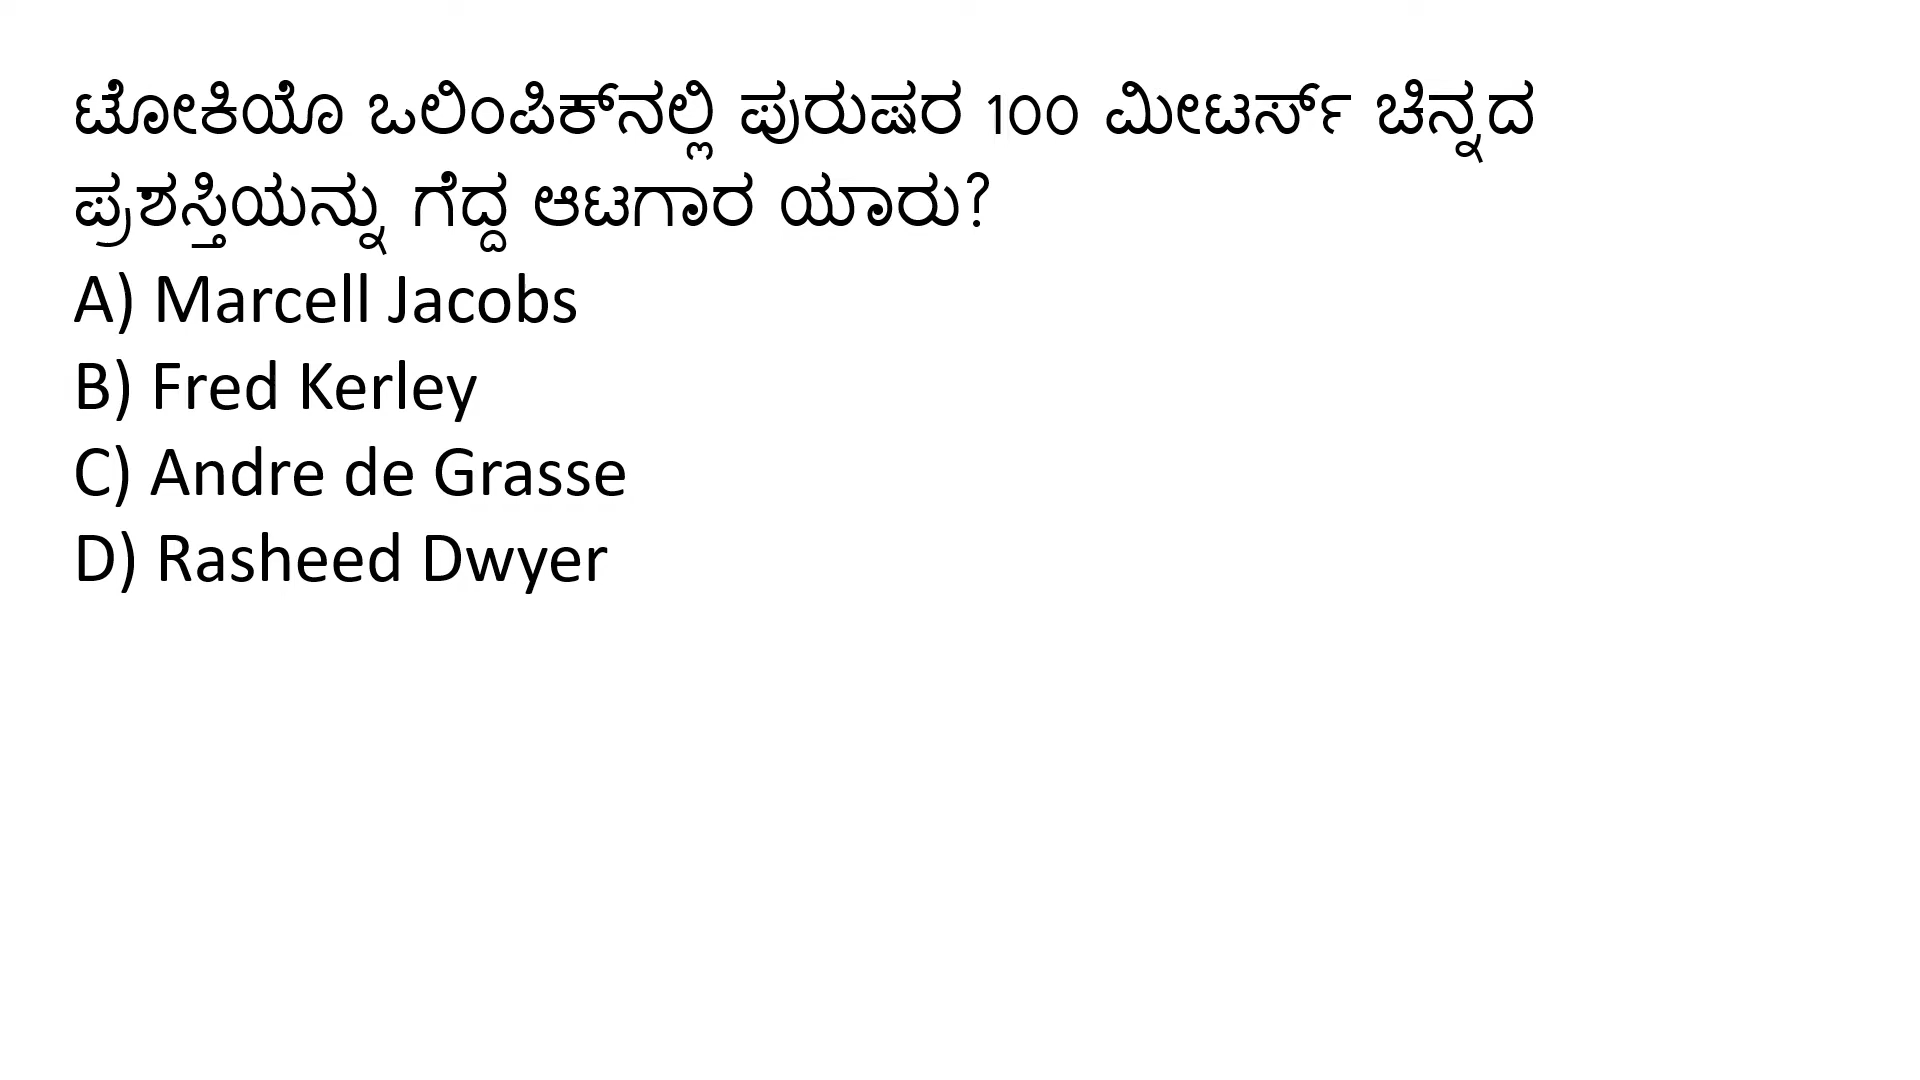 ಟೋಕಿಯೊ ಒಲಿಂಪಿಕ್‌ನಲ್ಲಿ ಪುರುಷರ 100 ಮೀಟರ್ಸ್ ಚಿನ್ನದ
ಪ್ರಶಸ್ತಿಯನ್ನು ಗೆದ್ದ ಆಟಗಾರ ಯಾರು?
A) Marcell Jacobs
B) Fred Kerley
C) Andre de Grasse
D) Rasheed Dwyer